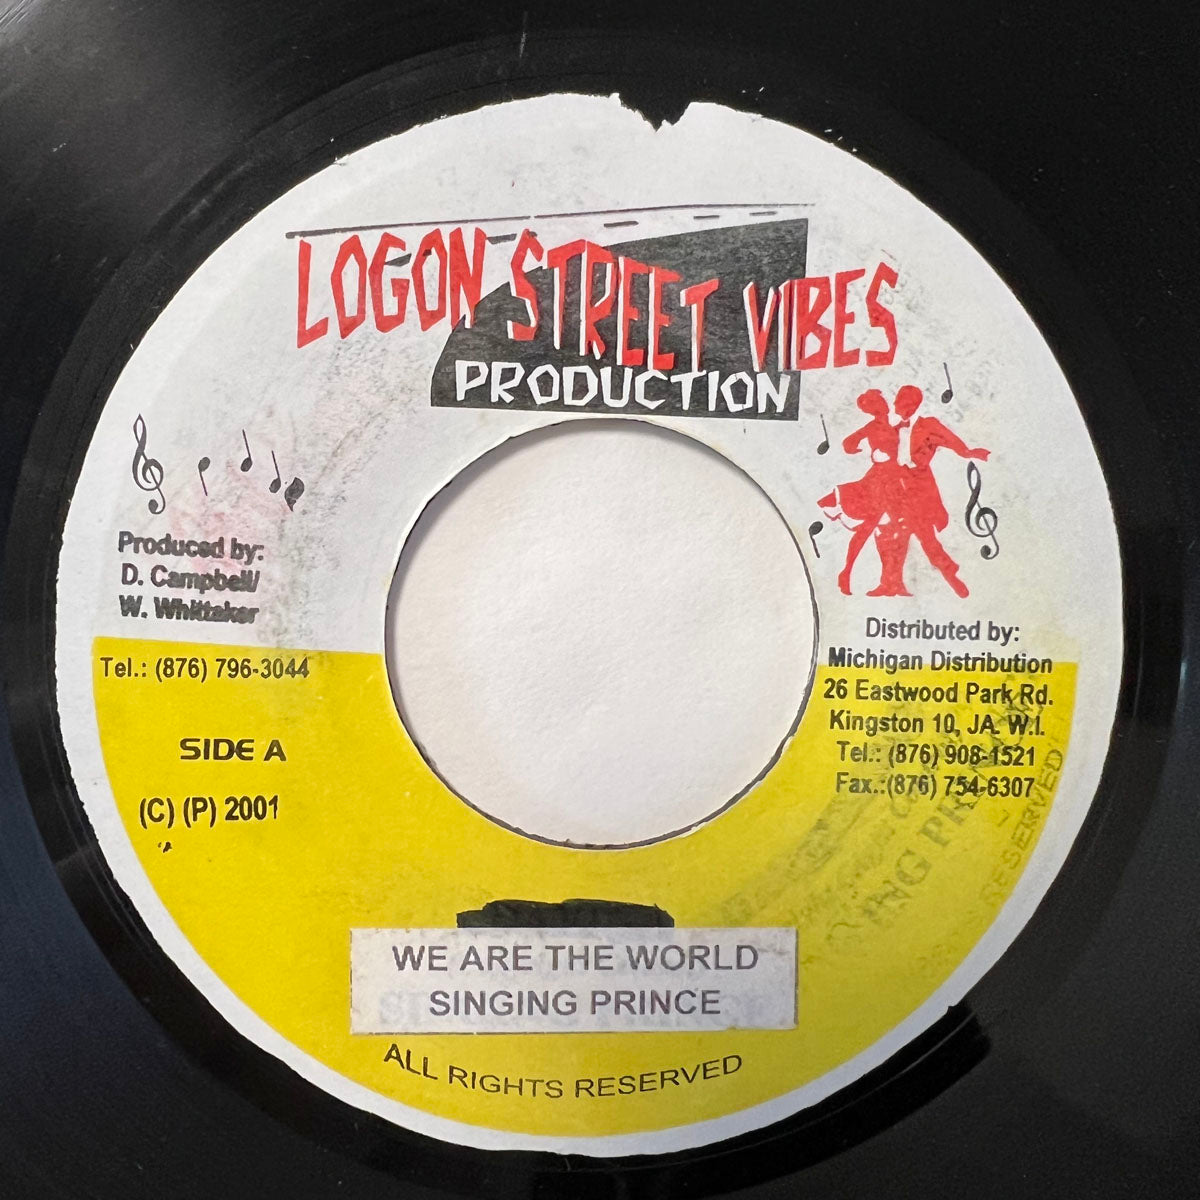 LOGON STREET VIBES
PRODUCTION
Produced by:
D. Campbell/
W. Whittaker
Tel.: (876) 796-3044
SIDE A
(C) (P) 2001
Distributed by:
Michigan Distribution
26 Eastwood Park Rd.
Kingston 10, JA. W.I.
Tel.: (876) 908-1521
Fax.:(876) 754-6307
WE ARE THE WORLD
SINGING PRINCE
ALL RIGHTS RESERVED